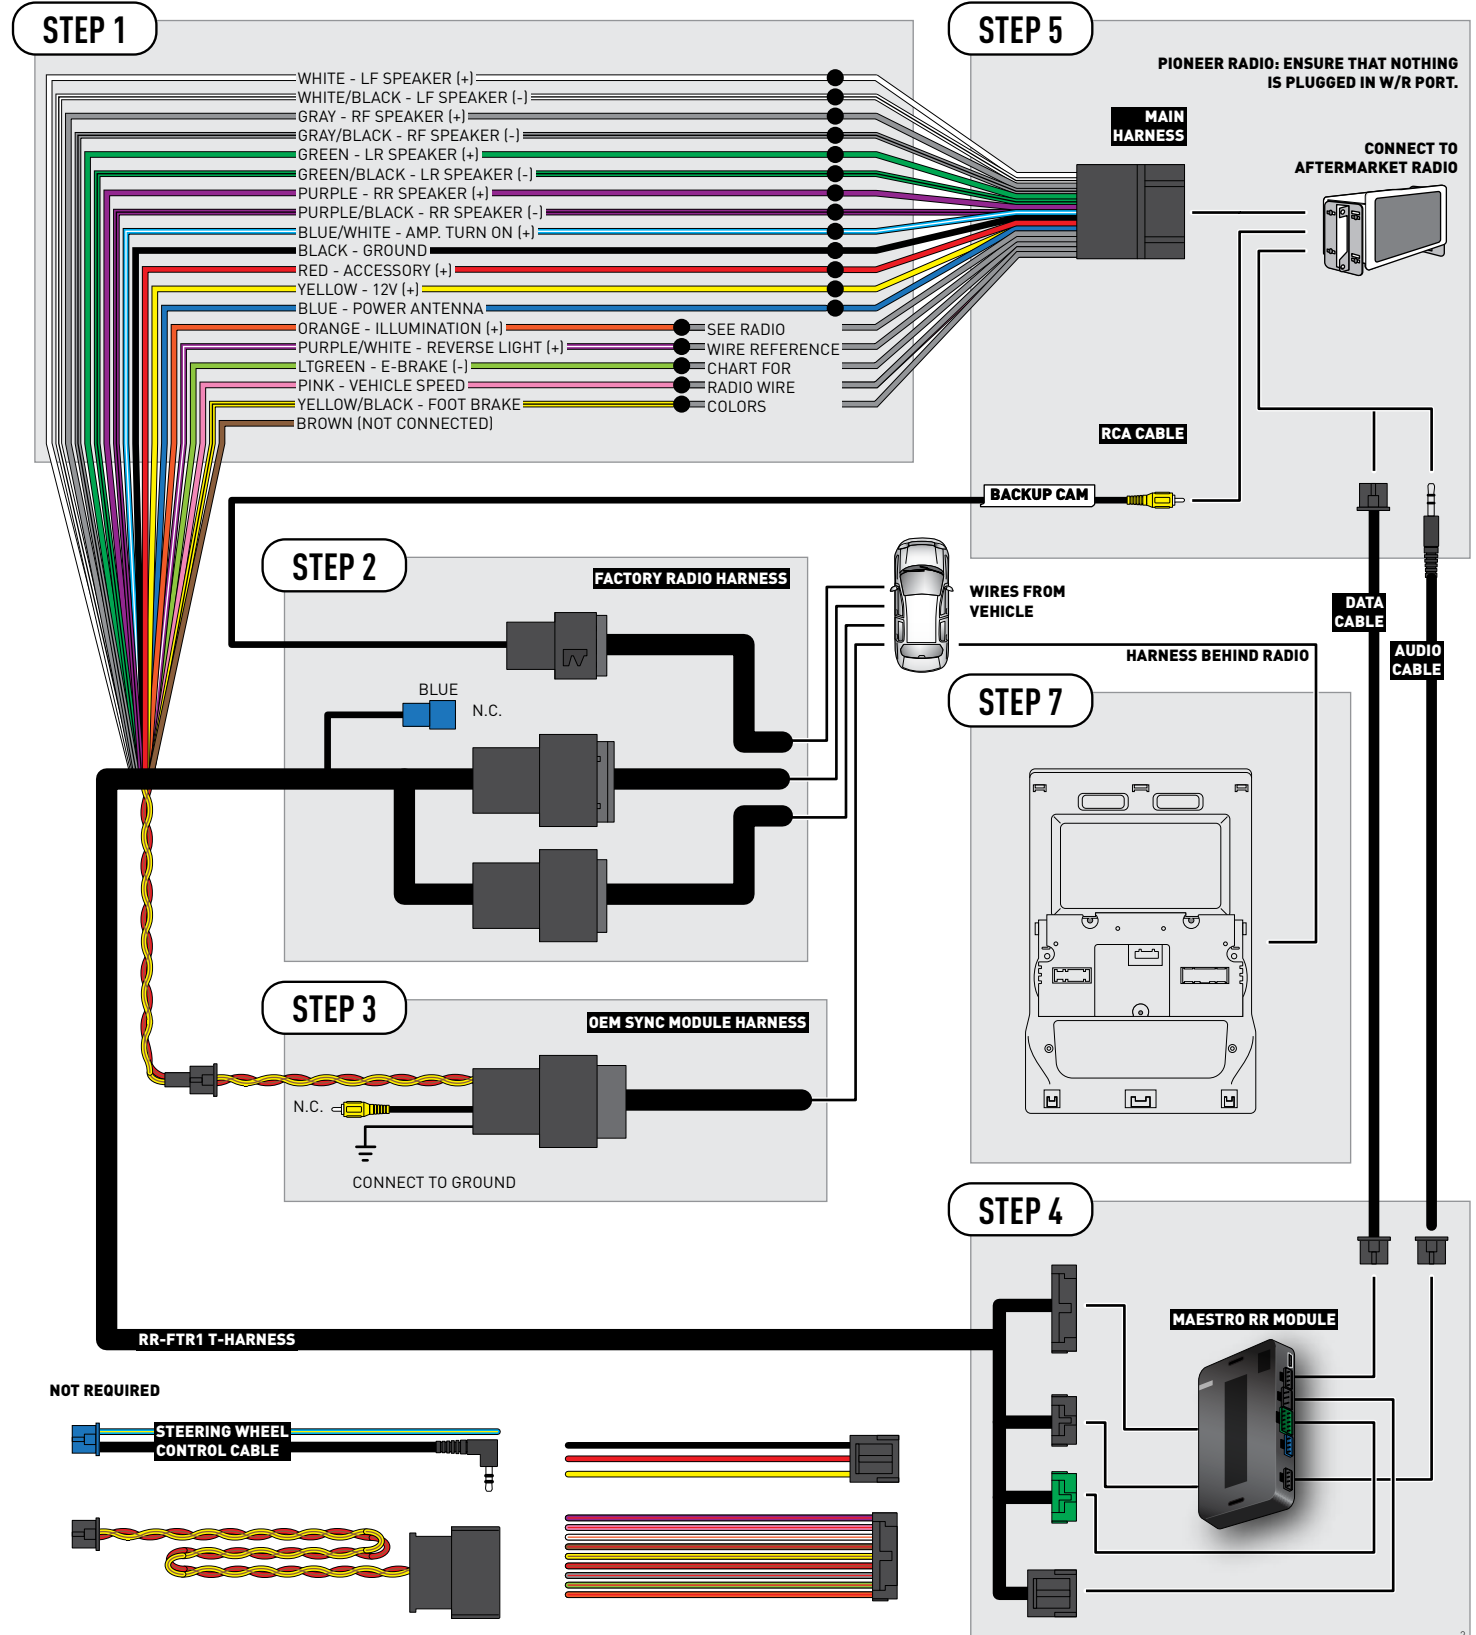 STEP 1
WHITE - LF SPEAKER (+)
WHITE/BLACK - LF SPEAKER (-)
GRAY - RF SPEAKER (+)
GRAY/BLACK - RF SPEAKER (-)
GREEN - LR SPEAKER (+)
GREEN/BLACK - LR SPEAKER (-)
PURPLE - RR SPEAKER (+)
PURPLE/BLACK - RR SPEAKER (-)
BLUE/WHITE - AMP. TURN ON (+)
BLACK - GROUND
RED - ACCESSORY (+)
YELLOW - 12V (+)
BLUE - POWER ANTENNA
ORANGE - ILLUMINATION (+)
PURPLE/WHITE - REVERSE LIGHT (+)
LTGREEN - E-BRAKE (-)
PINK - VEHICLE SPEED
YELLOW/BLACK - FOOT BRAKE
BROWN (NOT CONNECTED)
SEE RADIO
WIRE REFERENCE
CHART FOR
RADIO WIRE
COLORS
STEP 5
PIONEER RADIO: ENSURE THAT NOTHING
IS PLUGGED IN W/R PORT.
MAIN
HARNESS
CONNECT TO
AFTERMARKET RADIO
RCA CABLE
BACKUP CAM
STEP 2
FACTORY RADIO HARNESS
BLUE
N.C.
WIRES FROM
VEHICLE
DATA
CABLE
AUDIO
CABLE
HARNESS BEHIND RADIO
STEP 7
STEP 3
OEM SYNC MODULE HARNESS
N.C.
CONNECT TO GROUND
STEP 4
MAESTRO RR MODULE
RR-FTR1 T-HARNESS
NOT REQUIRED
STEERING WHEEL
CONTROL CABLE